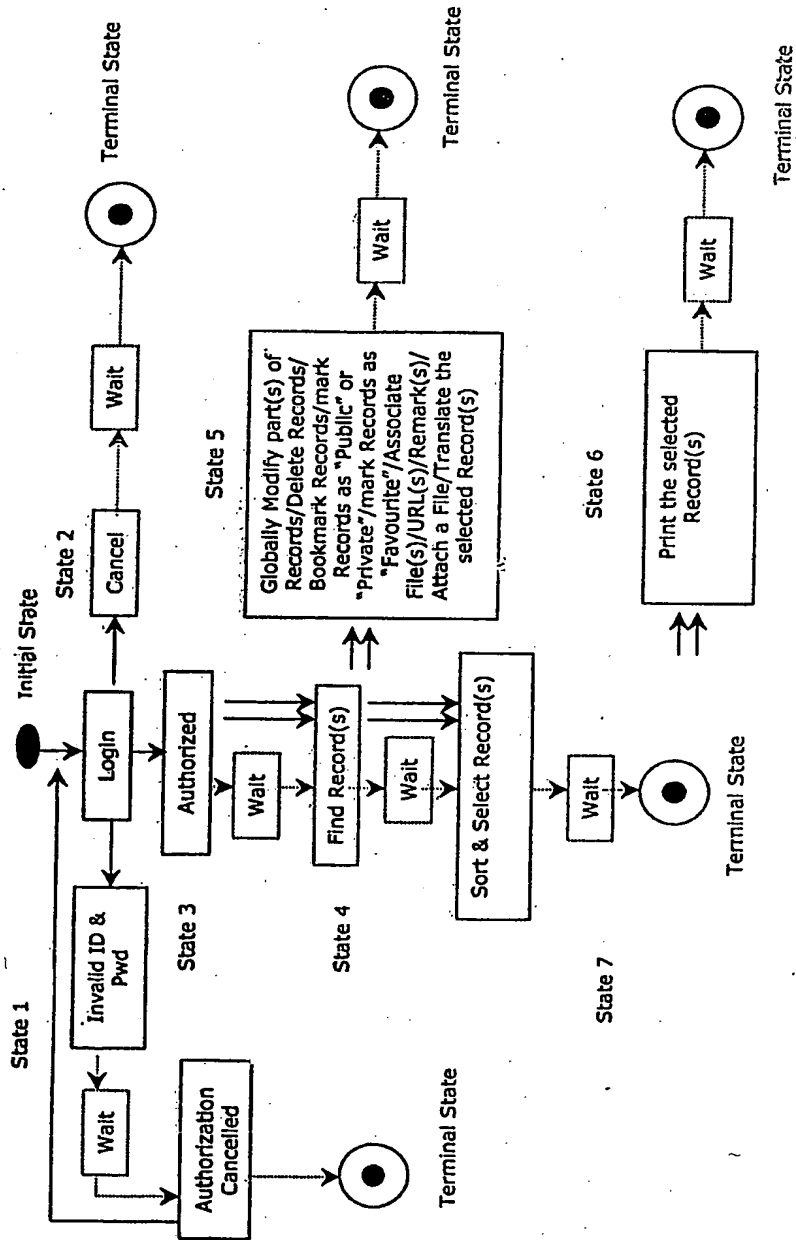 Initial State
State 1
State 2
Terminal State
Login
Cancel
Wait
Invalid ID &
Pwd
Wait
Authorization
Cancelled
Terminal State
State 3
Authorized
Wait
State 4
Find Record(s)
Wait
Sort & Select Record(s)
State 7
Wait
Terminal State
State 5
Globally Modify part(s) of
Records/Delete Records/
Bookmark Records/mark
Records as "Public" or
"Private"/mark Records as
"Favourite"/Associate
File(s)/URL(s)/Remark(s)/
Attach a File/Translate the
selected Record(s)
Wait
Terminal State
State 6
Print the selected
Record(s)
Wait
Terminal State